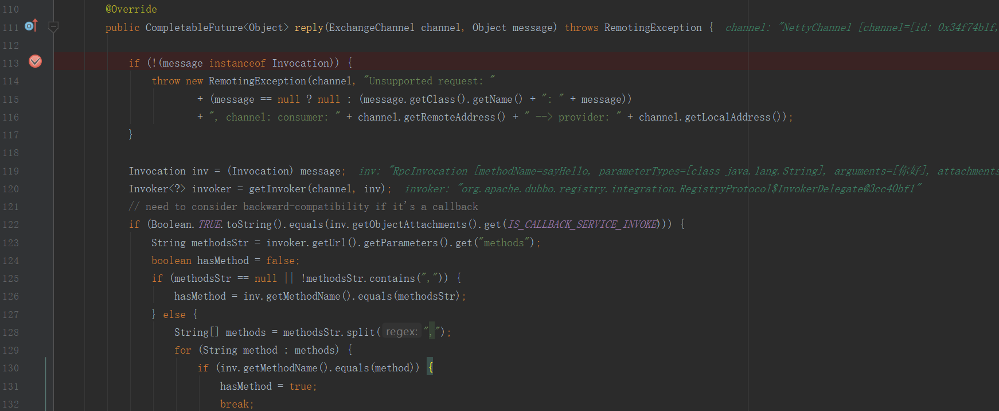 110 @Override
111 public CompletableFuture<Object> reply(ExchangeChannel channel, Object message) throws RemotingException { channel: "NettyChannel [channel=[id: 0x34f74b1f,
112
113 if (!(message instanceof Invocation)) {
114 throw new RemotingException(channel, "Unsupported request: "
115 + (message == null ? null : (message.getClass().getName() + ": " + message))
116 + ", channel: consumer: " + channel.getRemoteAddress() + " --> provider: " + channel.getLocalAddress());
117 }
118
119 Invocation inv = (Invocation) message; inv: "RpcInvocation [methodName=sayHello, parameterTypes=[class java.lang.String], arguments=[你好], attachments
120 Invoker<?> invoker = getInvoker(channel, inv); invoker: "org.apache.dubbo.registry.integration.RegistryProtocol$InvokerDelegate@3cc40bf1"
121 // need to consider backward-compatibility if it's a callback
122 if (Boolean.TRUE.toString().equals(inv.getObjectAttachments().get(IS_CALLBACK_SERVICE_INVOKE))) {
123 String methodsStr = invoker.getUrl().getParameters().get("methods");
124 boolean hasMethod = false;
125 if (methodsStr == null || !methodsStr.contains(",")) {
126 hasMethod = inv.getMethodName().equals(methodsStr);
127 } else {
128 String[] methods = methodsStr.split( regex: ",");
129 for (String method : methods) {
130 if (inv.getMethodName().equals(method)) {
131 hasMethod = true;
132 break;